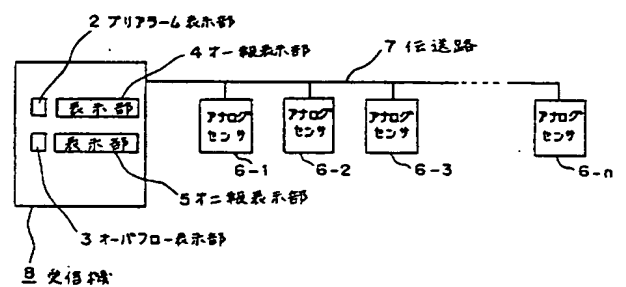 2 プリアラーム表示部
4 オ一級表示部
7 伝送路
表示部
表示部
アナログ
センサ
アナログ
センサ
アナログ
センサ
アナログ
センサ
6-1
6-2
6-3
6-n
5 オ二級表示部
3 オーバフロー表示部
8 受信機